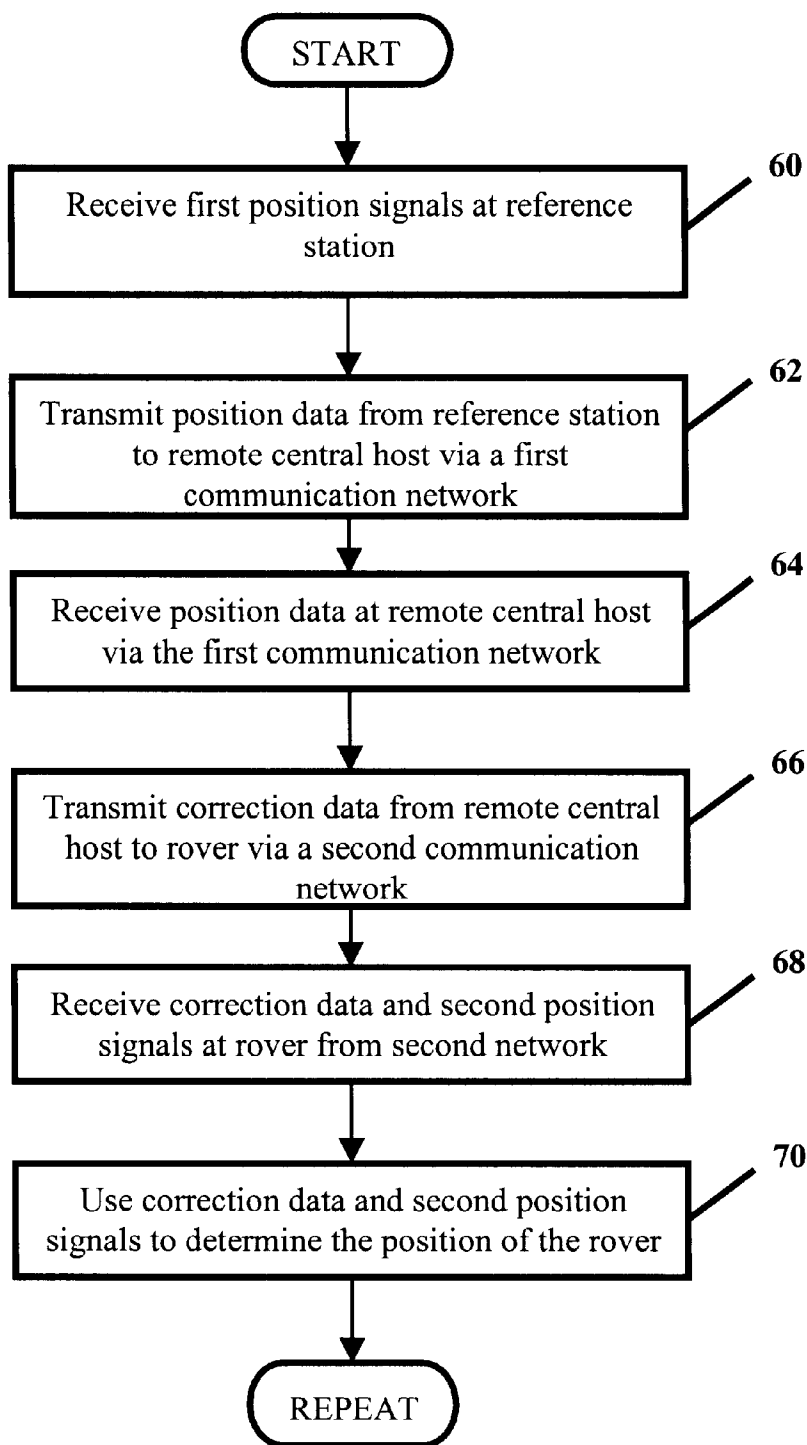 START
60
Receive first position signals at reference
station
62
Transmit position data from reference station
to remote central host via a first
communication network
64
Receive position data at remote central host
via the first communication network
66
Transmit correction data from remote central
host to rover via a second communication
network
68
Receive correction data and second position
signals at rover from second network
70
Use correction data and second position
signals to determine the position of the rover
REPEAT